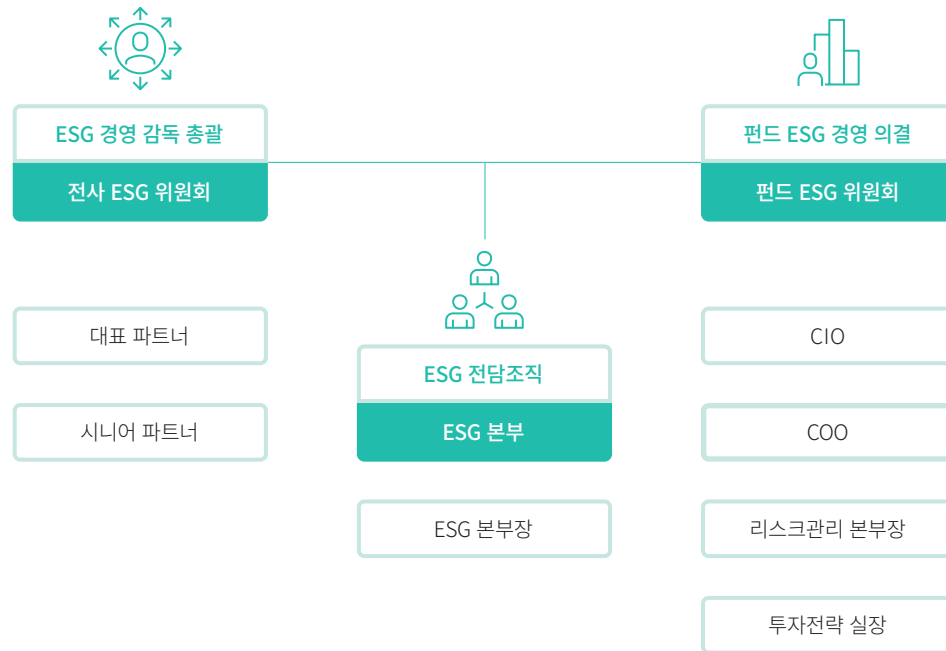 ESG 경영 감독 총괄
전사 ESG 위원회
대표 파트너
시니어 파트너
ESG 전담조직
ESG 본부
ESG 본부장
펀드 ESG 경영 의결
펀드 ESG 위원회
CIO
COO
리스크관리 본부장
투자전략 실장